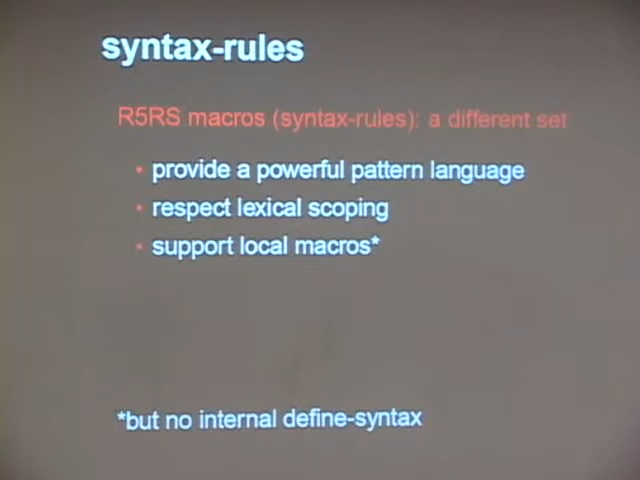 syntax-rules
R5RS macros (syntax-rules): a different set
• provide a powerful pattern language
• respect lexical scoping
• support local macros*
*but no internal define-syntax